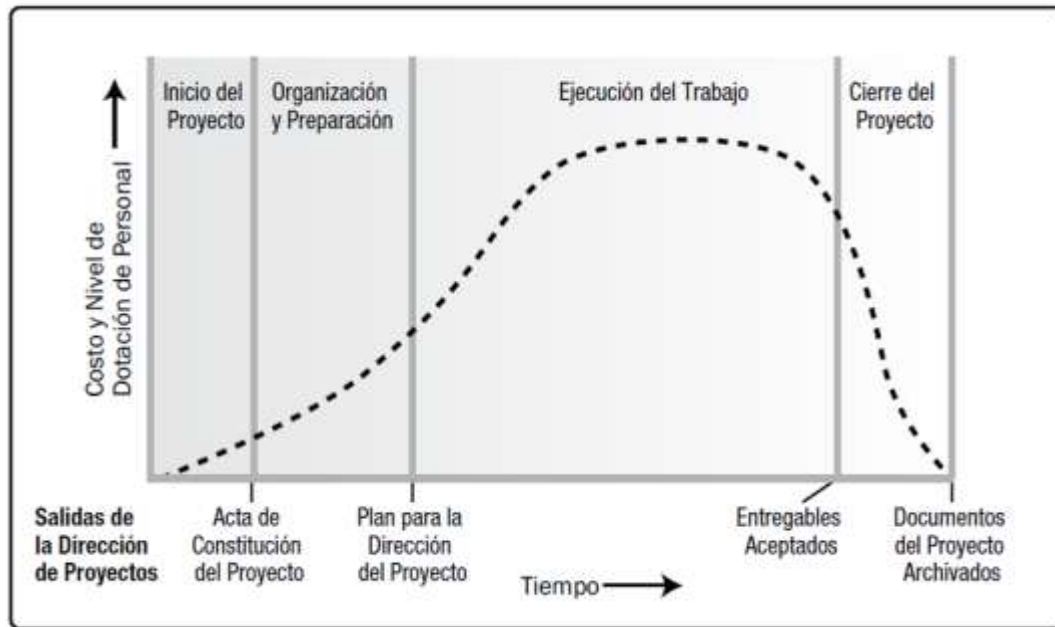 Inicio del
Proyecto
Organización
y Preparación
Ejecución del Trabajo
Cierre del
Proyecto
Costo y Nivel de
Dotación de Personal
Salidas de
la Dirección
de Proyectos
Acta de
Constitución
del Proyecto
Plan para la
Dirección
del Proyecto
Entregables
Aceptados
Documentos
del Proyecto
Archivados
Tiempo